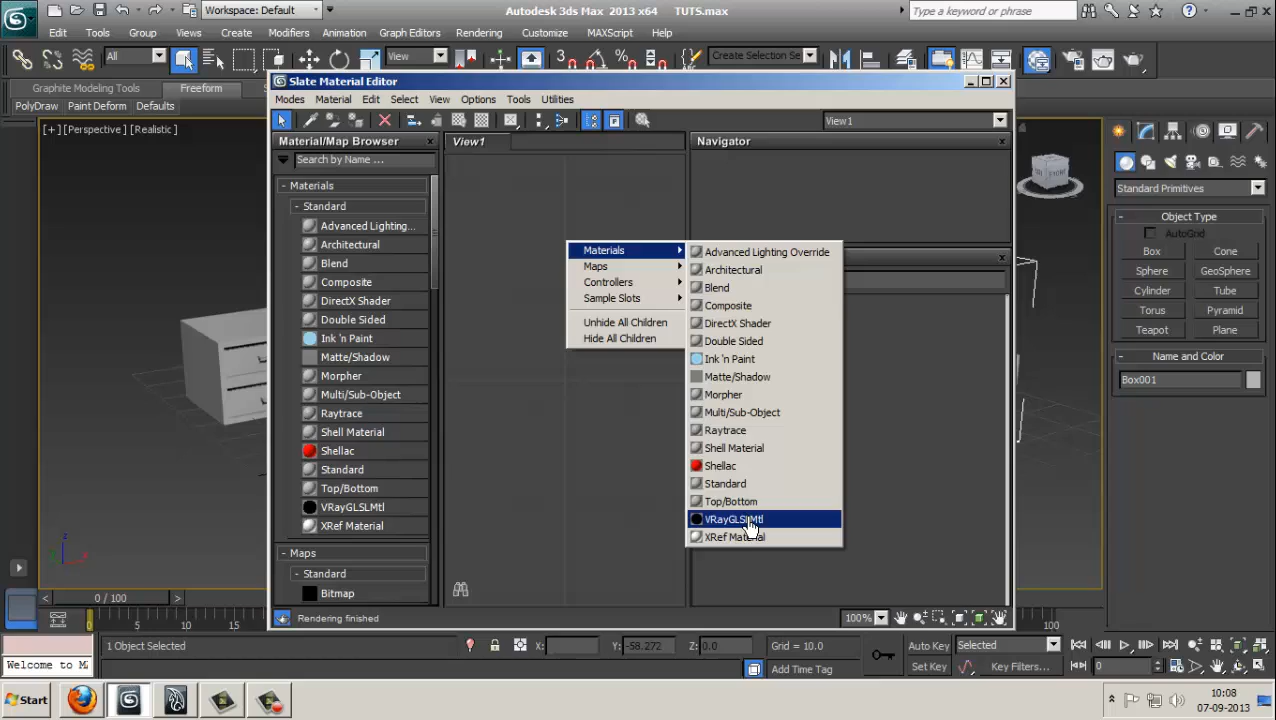 Workspace: Default
Autodesk 3ds Max 2013 x64 TUTS.max
Type a keyword or phrase
Edit Tools Group Views Create Modifiers Animation Graph Editors Rendering Customize MAXScript Help
All
View
Create Selection Se
Graphite Modeling Tools Freeform
PolyDraw Paint Deform Defaults
[+] [Perspective] [Realistic]
Slate Material Editor
Modes Material Edit Select View Options Tools Utilities
View1
Material/Map Browser
Search by Name ...
- Materials
- Standard
Advanced Lighting...
Architectural
Blend
Composite
DirectX Shader
Double Sided
Ink 'n Paint
Matte/Shadow
Morpher
Multi/Sub-Object
Raytrace
Shell Material
Shellac
Standard
Top/Bottom
VRayGLSLMtl
XRef Material
- Maps
- Standard
Bitmap
Rendering finished
View1
Navigator
Materials
Maps
Controllers
Sample Slots
Unhide All Children
Hide All Children
Advanced Lighting Override
Architectural
Blend
Composite
DirectX Shader
Double Sided
Ink 'n Paint
Matte/Shadow
Morpher
Multi/Sub-Object
Raytrace
Shell Material
Shellac
Standard
Top/Bottom
VRayGLSLMtl
XRef Material
100%
Standard Primitives
- Object Type
AutoGrid
Box Cone
Sphere GeoSphere
Cylinder Tube
Torus Pyramid
Teapot Plane
- Name and Color
Box001
0 / 100
0 5 10 15
100
1 Object Selected
X: Y: -58.272 Z: 0.0
Grid = 10.0
Auto Key Selected
Welcome to M
Add Time Tag
Set Key Key Filters...
0
Start
10:08
07-09-2013